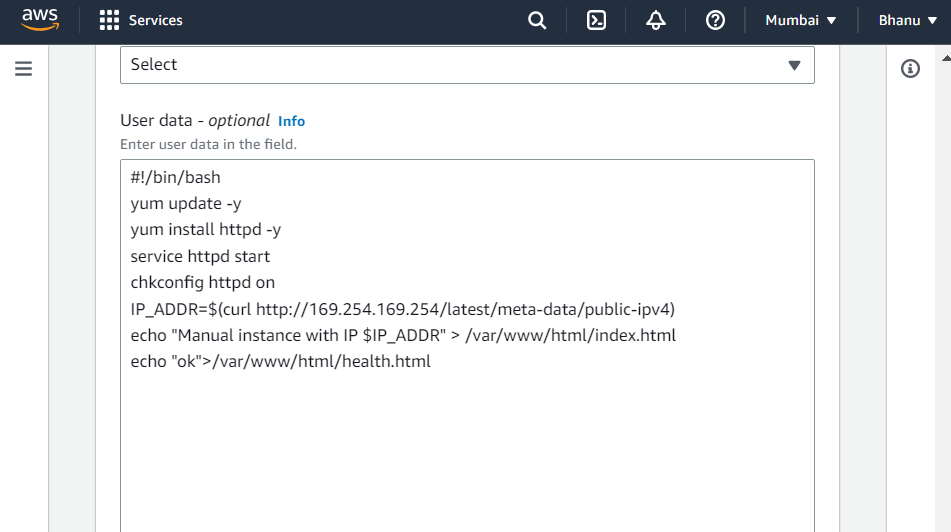 aws
Services
Mumbai
Bhanu
Select
User data - optional Info
Enter user data in the field.
#!/bin/bash
yum update -y
yum install httpd -y
service httpd start
chkconfig httpd on
IP_ADDR=$(curl http://169.254.169.254/latest/meta-data/public-ipv4)
echo "Manual instance with IP $IP_ADDR" > /var/www/html/index.html
echo "ok">/var/www/html/health.html